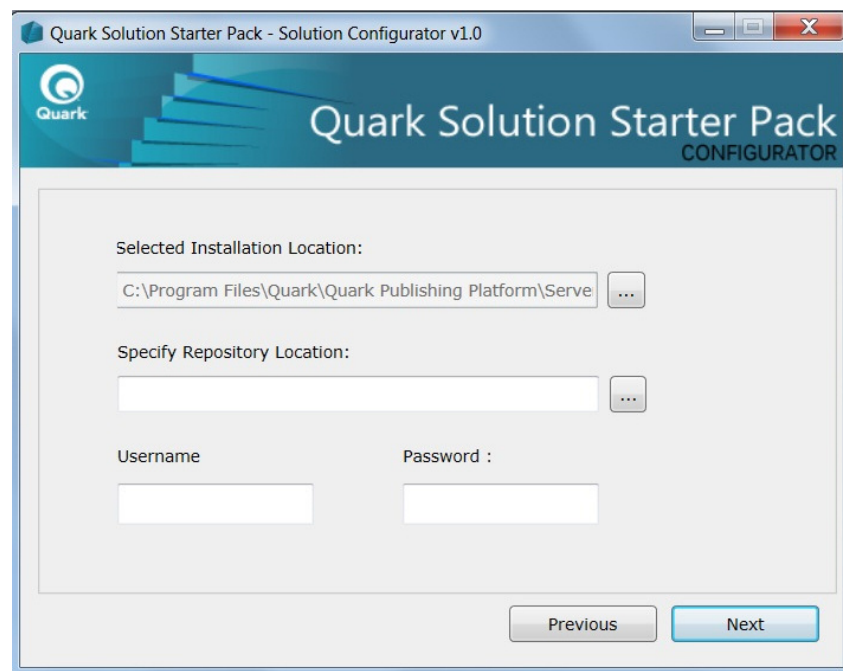 Quark Solution Starter Pack - Solution Configurator v1.0
Quark
Quark Solution Starter Pack
CONFIGURATOR
Selected Installation Location:
C:\Program Files\Quark\Quark Publishing Platform\Serve
...
Specify Repository Location:
...
Username Password :
Previous Next